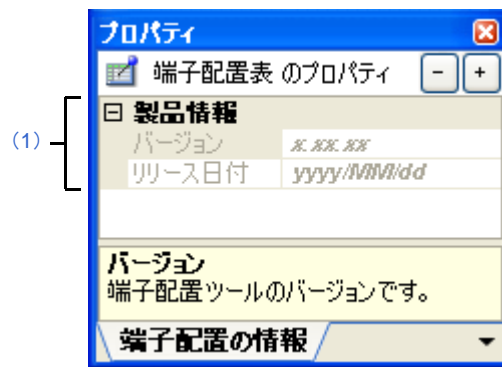 プロパティ
端子配置表 のプロパティ
製品情報
(1)
バージョン x.xx.xx
リリース日付 yyyy/MM/dd
バージョン
端子配置ツールのバージョンです。
端子配置の情報